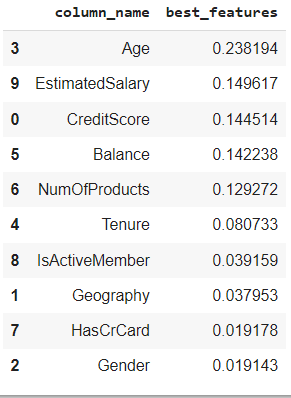 column_name best_features
3 Age 0.238194
9 EstimatedSalary 0.149617
0 CreditScore 0.144514
5 Balance 0.142238
6 NumOfProducts 0.129272
4 Tenure 0.080733
8 IsActiveMember 0.039159
1 Geography 0.037953
7 HasCrCard 0.019178
2 Gender 0.019143